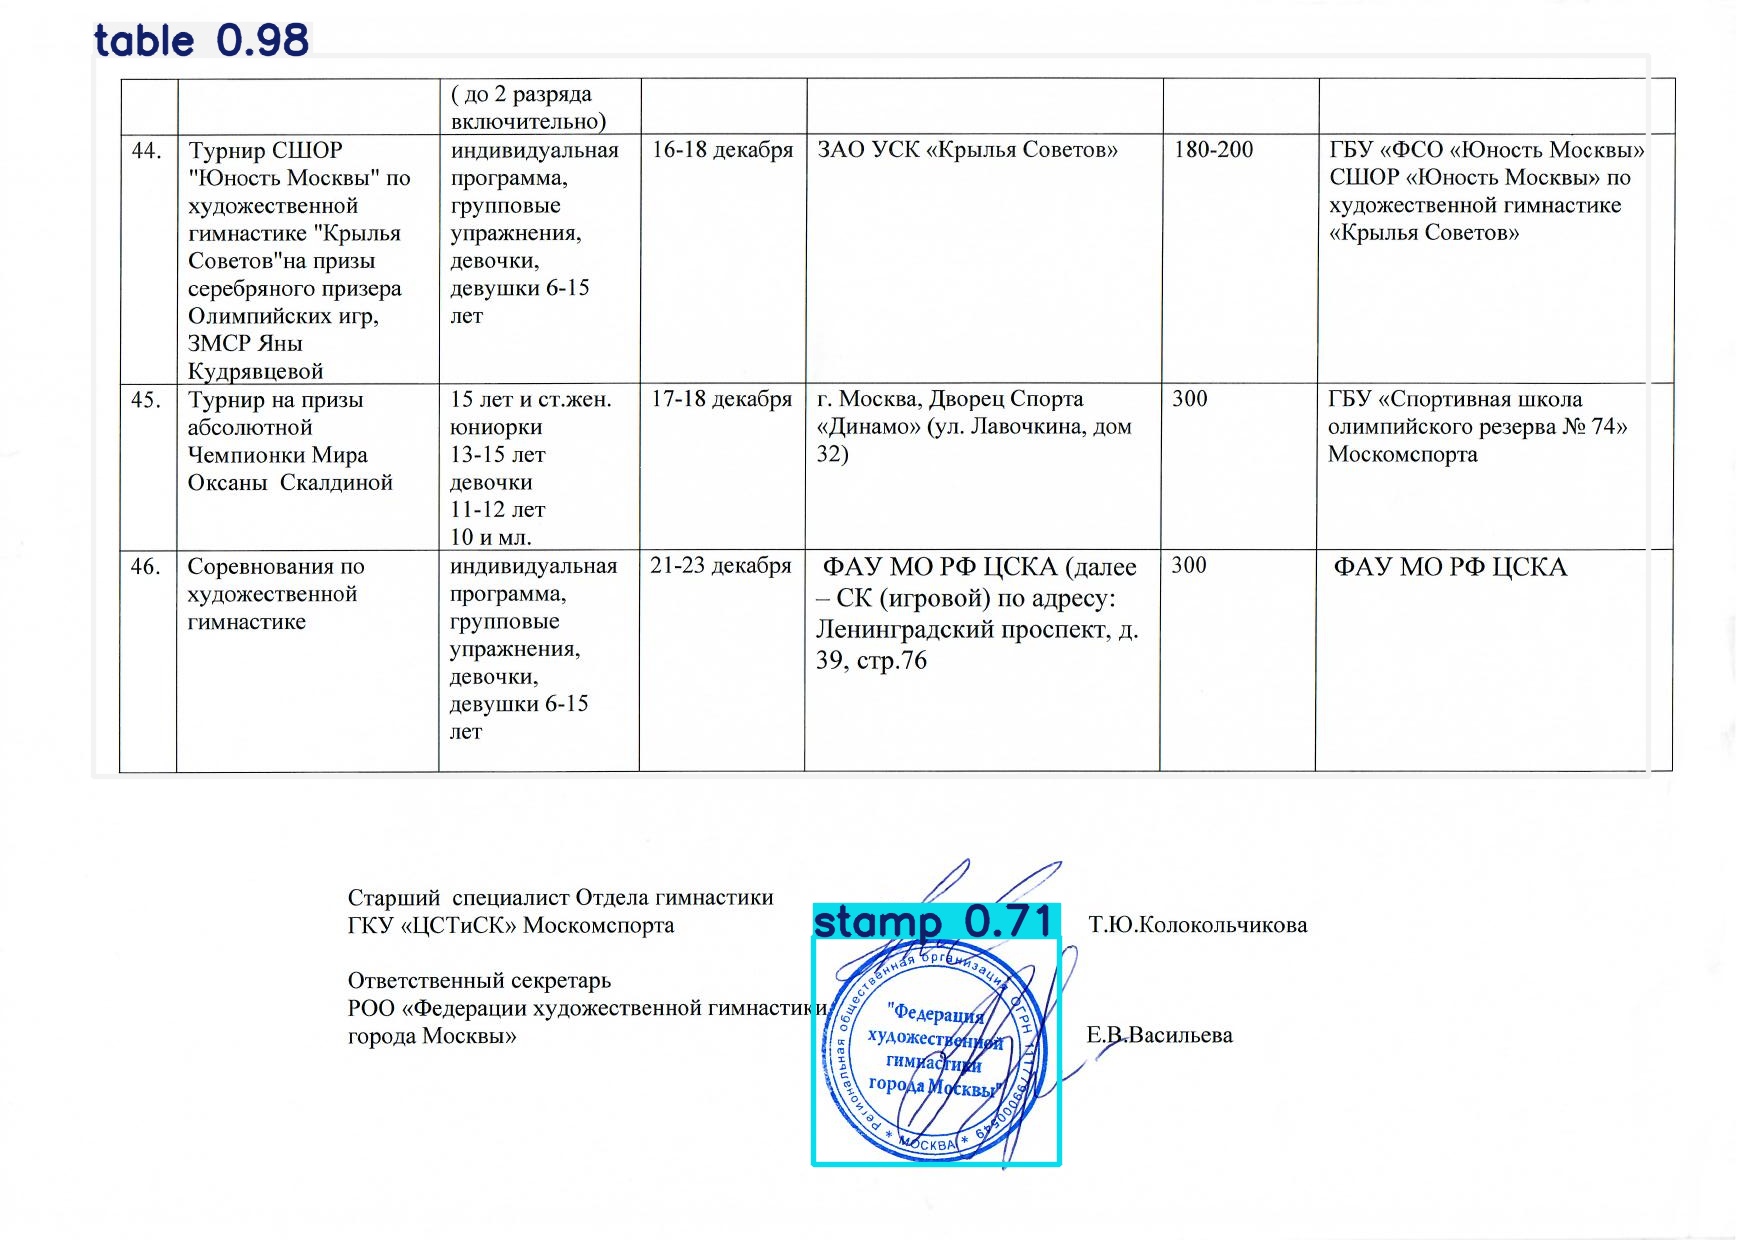 table 0.98
( до 2 разряда
включительно)
44.
Турнир СШОР
"Юность Москвы" по
художественной
гимнастике "Крылья
Советов"на призы
серебряного призера
Олимпийских игр,
ЗМСР Яны
Кудрявцевой
индивидуальная
программа,
групповые
упражнения,
девочки,
девушки 6-15
лет
16-18 декабря
ЗАО УСК «Крылья Советов»
180-200
ГБУ «ФСО «Юность Москвы»
СШОР «Юность Москвы» по
художественной гимнастике
«Крылья Советов»
45.
Турнир на призы
абсолютной
Чемпионки Мира
Оксаны Скалдиной
15 лет и ст.жен.
юниорки
13-15 лет
девочки
11-12 лет
10 и мл.
17-18 декабря
г. Москва, Дворец Спорта
«Динамо» (ул. Лавочкина, дом
32)
300
ГБУ «Спортивная школа
олимпийского резерва № 74»
Москомспорта
46.
Соревнования по
художественной
гимнастике
индивидуальная
программа,
групповые
упражнения,
девочки,
девушки 6-15
лет
21-23 декабря
ФАУ МО РФ ЦСКА (далее
– СК (игровой) по адресу:
Ленинградский проспект, д.
39, стр.76
300
ФАУ МО РФ ЦСКА
Старший специалист Отдела гимнастики
ГКУ «ЦСТиСК» Москомспорта
Т.Ю.Колокольчикова
stamp 0.71
Ответственный секретарь
РОО «Федерации художественной гимнастики
города Москвы»
Е.В.Васильева
Региональная общественная организация ОГРН 1117799000549
* МОСКВА *
"Федерация
художественной
гимнастики
города Москвы"